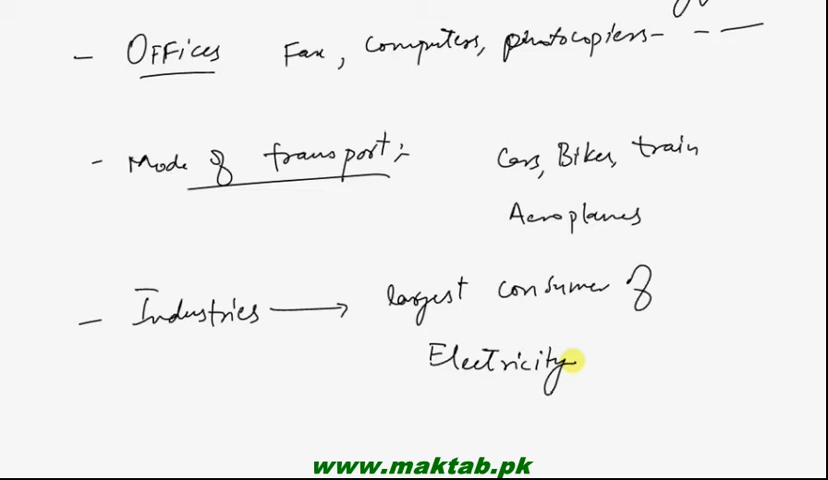 - Offices Fax, Computers, photocopiers- - —
- Mode of transport:- Cars, Bikes, train
Aeroplanes
- Industries → largest consumer of
Electricity
www.maktab.pk